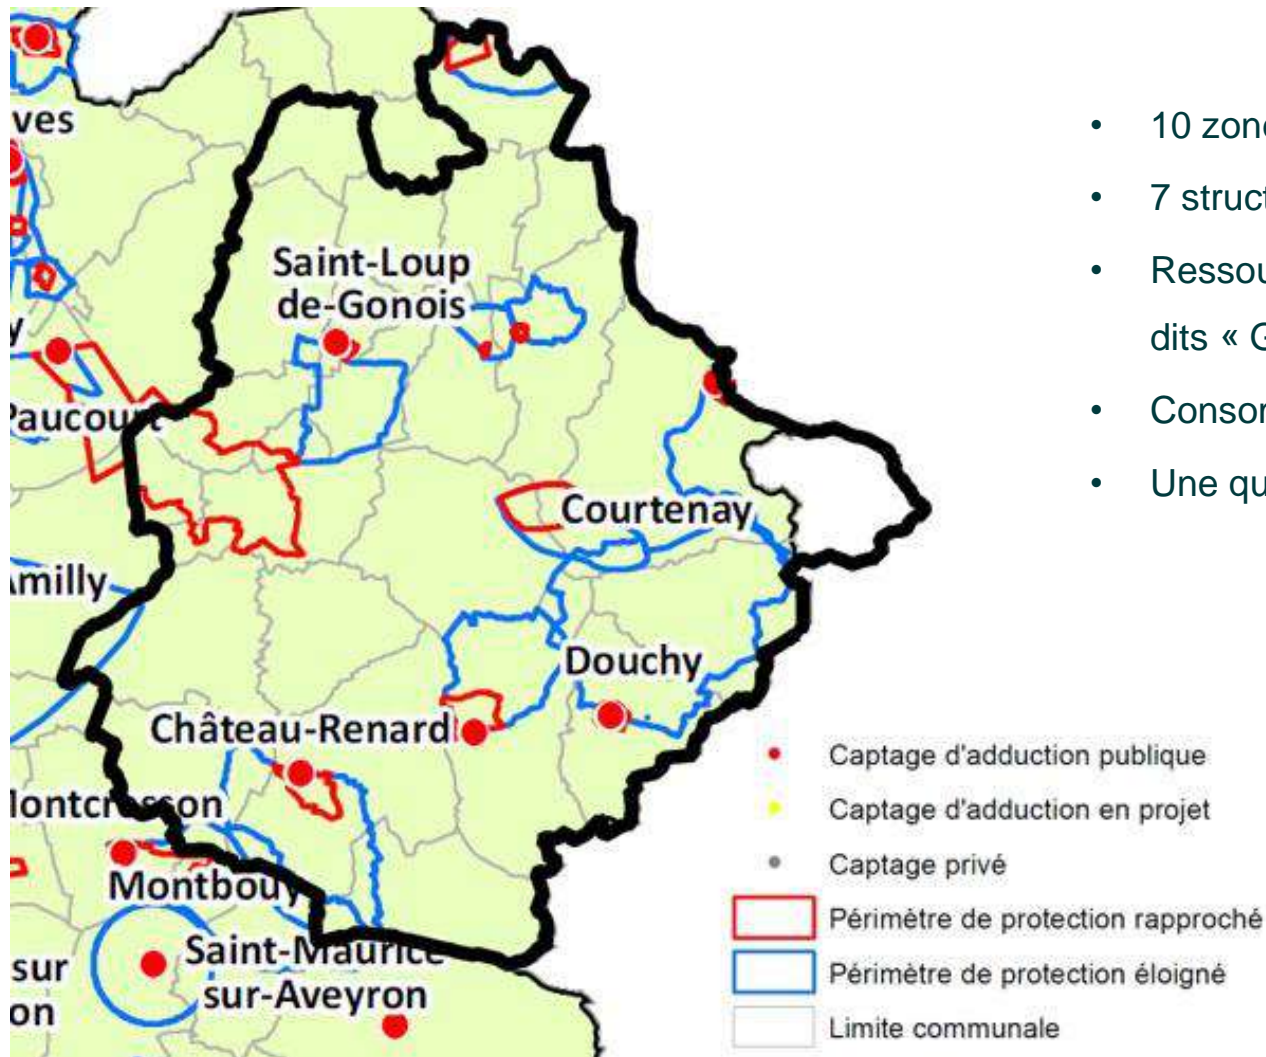 ves
Saint-Loup
de-Gonois
y
Paucourt
Courtenay
Amilly
Douchy
Château-Renard
Montcresson
Montbouy
Saint-Maurice
sur-Aveyron
sur
on
• 10 zon
• 7 struct
• Ressou
dits « G
• Consor
• Une qu
Captage d'adduction publique
Captage d'adduction en projet
Captage privé
Périmètre de protection rapproché
Périmètre de protection éloigné
Limite communale